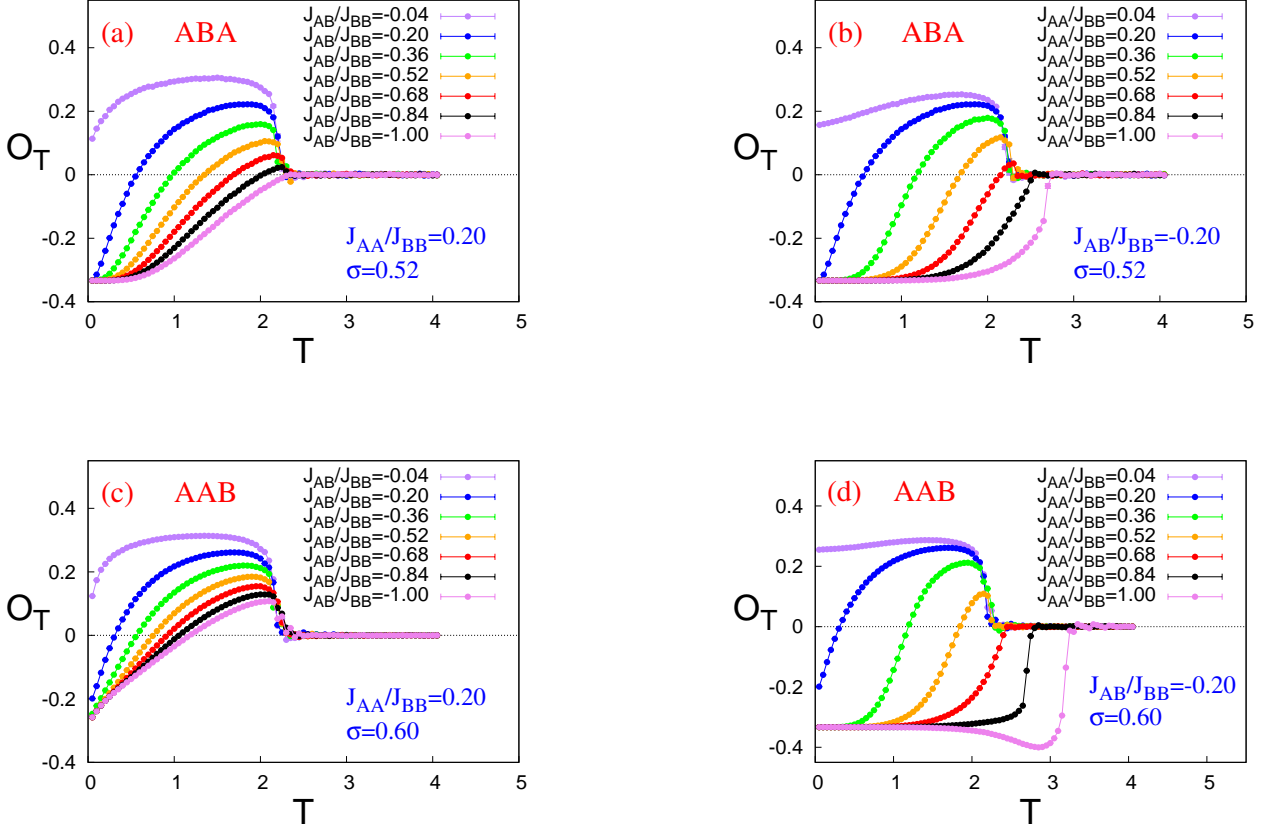 (a) ABA
J_AB/J_BB=-0.04
J_AB/J_BB=-0.20
J_AB/J_BB=-0.36
J_AB/J_BB=-0.52
J_AB/J_BB=-0.68
J_AB/J_BB=-0.84
J_AB/J_BB=-1.00
0.4
0.2
0
-0.2
-0.4
O_T
J_AA/J_BB=0.20
σ=0.52
0 1 2 3 4 5
T
(b) ABA
J_AA/J_BB=0.04
J_AA/J_BB=0.20
J_AA/J_BB=0.36
J_AA/J_BB=0.52
J_AA/J_BB=0.68
J_AA/J_BB=0.84
J_AA/J_BB=1.00
0.4
0.2
0
-0.2
-0.4
O_T
J_AB/J_BB=-0.20
σ=0.52
0 1 2 3 4 5
T
(c) AAB
J_AB/J_BB=-0.04
J_AB/J_BB=-0.20
J_AB/J_BB=-0.36
J_AB/J_BB=-0.52
J_AB/J_BB=-0.68
J_AB/J_BB=-0.84
J_AB/J_BB=-1.00
0.4
0.2
0
-0.2
-0.4
O_T
J_AA/J_BB=0.20
σ=0.60
0 1 2 3 4 5
T
(d) AAB
J_AA/J_BB=0.04
J_AA/J_BB=0.20
J_AA/J_BB=0.36
J_AA/J_BB=0.52
J_AA/J_BB=0.68
J_AA/J_BB=0.84
J_AA/J_BB=1.00
0.4
0.2
0
-0.2
-0.4
O_T
J_AB/J_BB=-0.20
σ=0.60
0 1 2 3 4 5
T